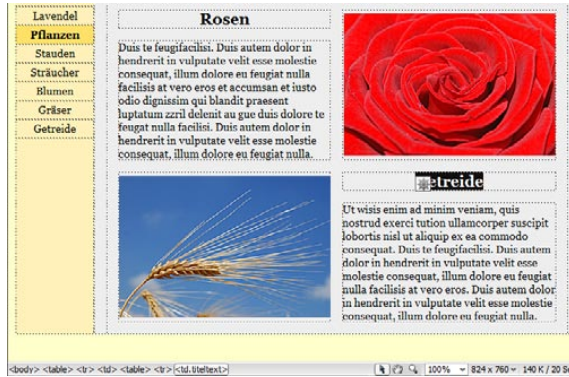 Lavendel
Pflanzen
Stauden
Sträucher
Blumen
Gräser
Getreide
Rosen
Duis te feugifacilisi. Duis autem dolor in
hendrerit in vulputate velit esse molestie
consequat, illum dolore eu feugiat nulla
facilisis at vero eros et accumsan et iusto
odio dignissim qui blandit praesent
luptatum zzril delenit au gue duis dolore te
feugat nulla facilisi. Duis autem dolor in
hendrerit in vulputate velit esse molestie
consequat, illum dolore eu feugiat nulla.
etreide
Ut wisis enim ad minim veniam, quis
nostrud exerci tution ullamcorper suscipit
lobortis nisl ut aliquip ex ea commodo
consequat. Duis te feugifacilisi. Duis autem
dolor in hendrerit in vulputate velit esse
molestie consequat, illum dolore eu feugiat
nulla facilisis at vero eros. Duis autem dolor
in hendrerit in vulputate velit esse molestie
consequat, illum dolore eu feugiat nulla.
<body> <table> <tr> <td> <table> <tr> <td.titeltext> 100% 824 x 760 140 K / 20 S